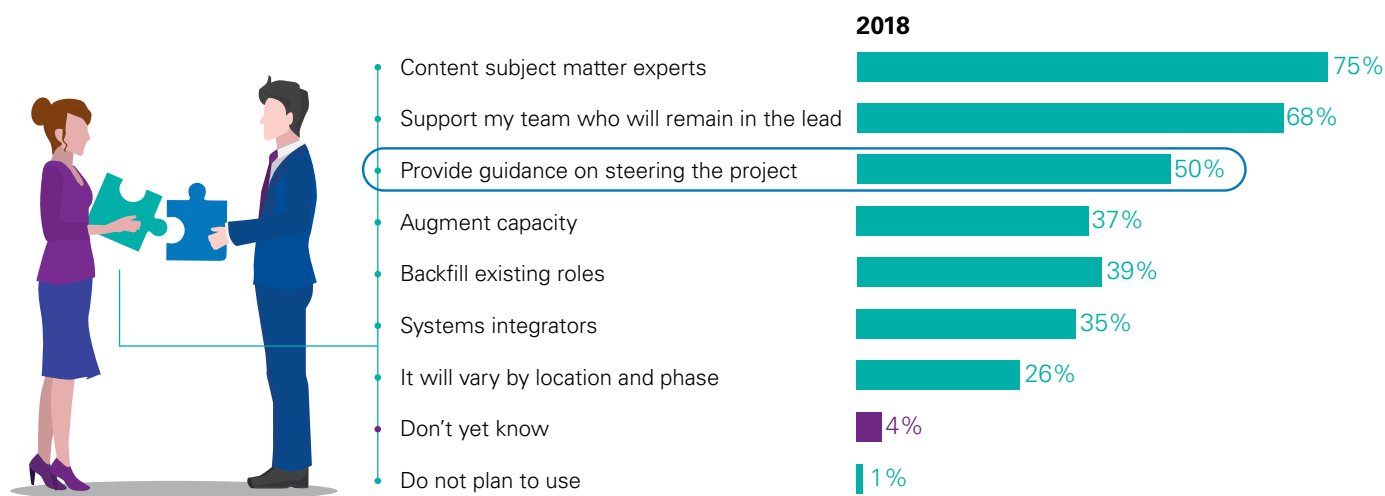 2018
Content subject matter experts 75%
Support my team who will remain in the lead 68%
Provide guidance on steering the project 50%
Augment capacity 37%
Backfill existing roles 39%
Systems integrators 35%
It will vary by location and phase 26%
Don’t yet know 4%
Do not plan to use 1%